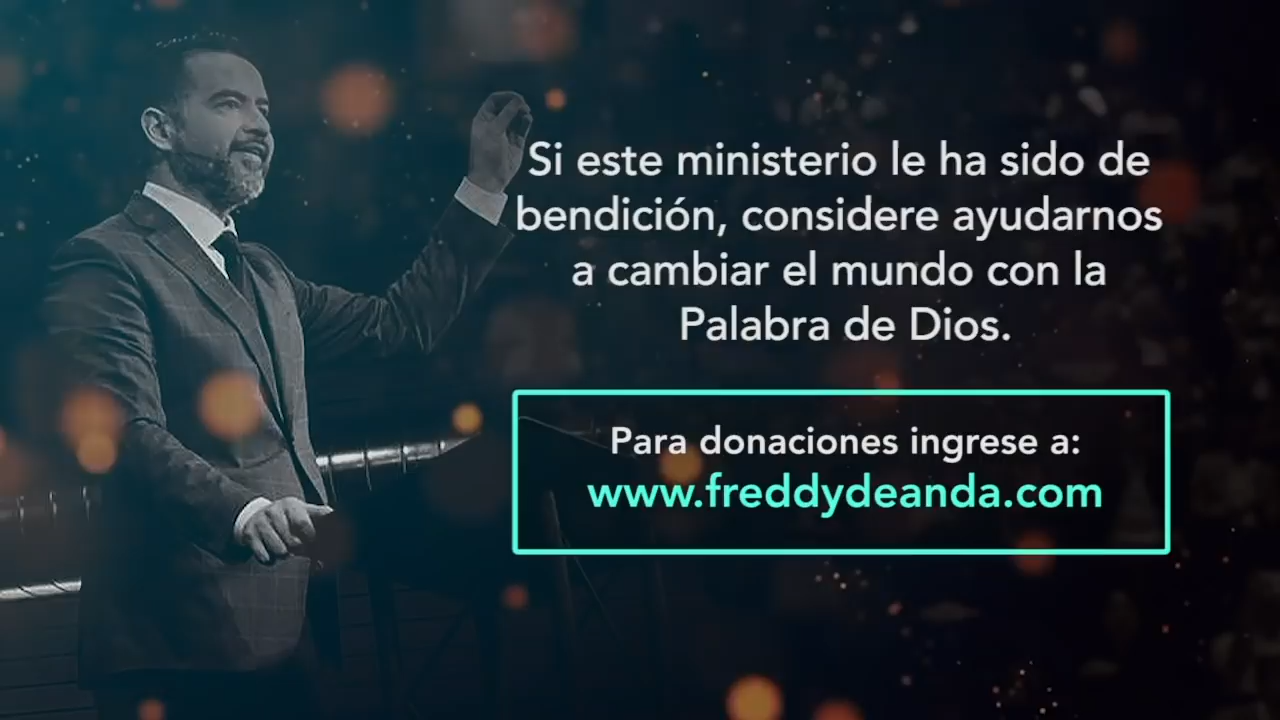 Si este ministerio le ha sido de
bendición, considere ayudarnos
a cambiar el mundo con la
Palabra de Dios.
Para donaciones ingrese a:
www.freddydeanda.com